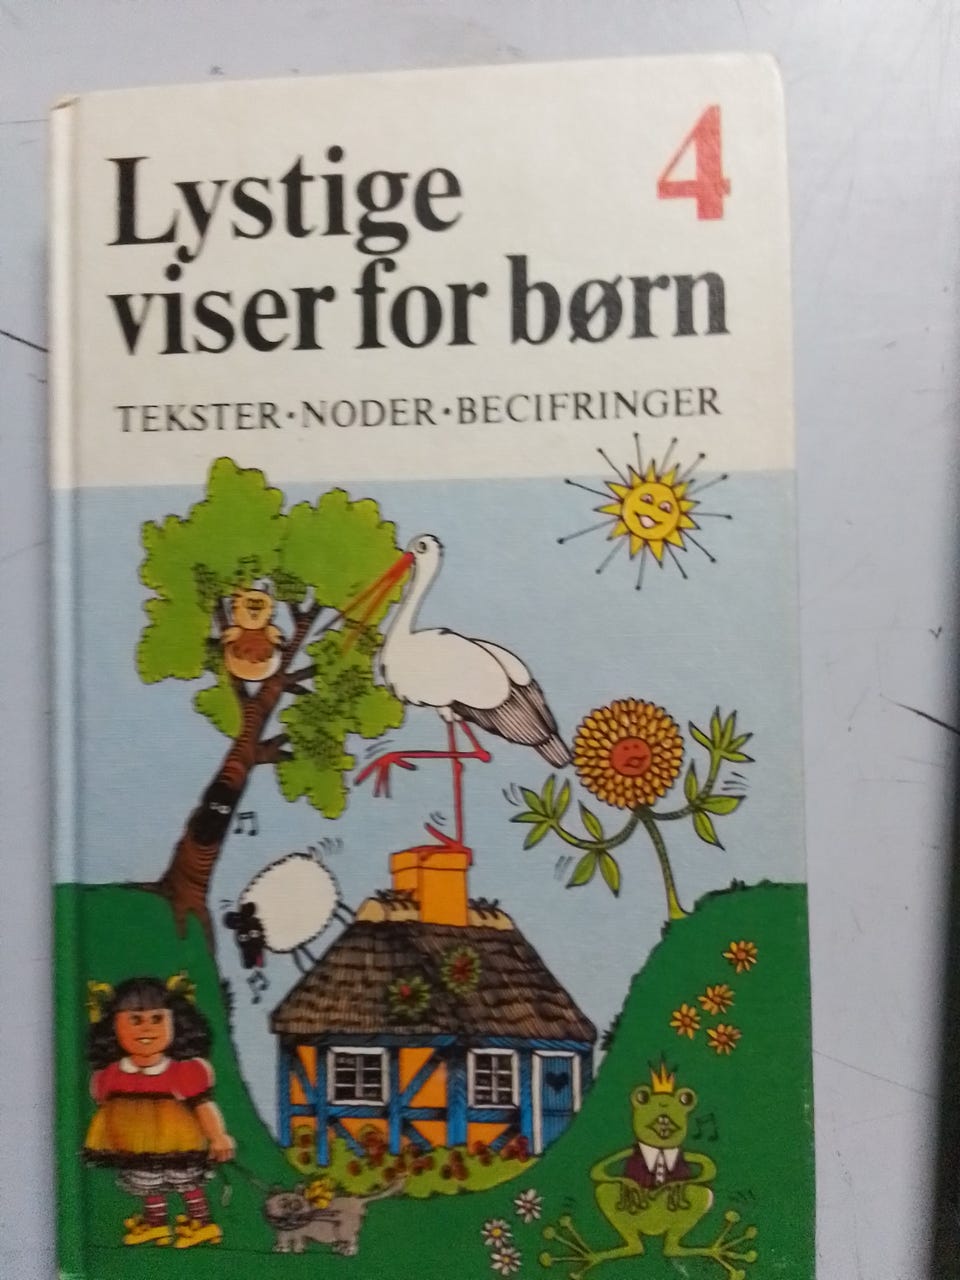 4
Lystige
viser for børn
TEKSTER · NODER · BECIFRINGER